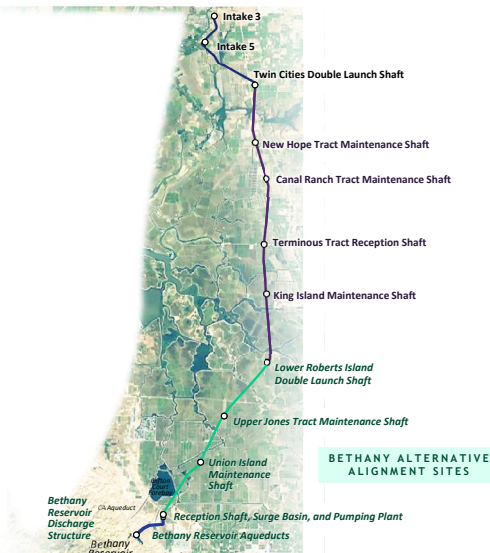 Intake 3
Intake 5
Twin Cities Double Launch Shaft
New Hope Tract Maintenance Shaft
Canal Ranch Tract Maintenance Shaft
Terminous Tract Reception Shaft
King Island Maintenance Shaft
Lower Roberts Island
Double Launch Shaft
Upper Jones Tract Maintenance Shaft
BETHANY ALTERNATIVE
ALIGNMENT SITES
Union Island
Maintenance
Shaft
Court
Bethany
Reservoir
Discharge
Structure
CA Aqueduct
Reception Shaft, Surge Basin, and Pumping Plant
Bethany Reservoir Aqueducts
Bethany
Reservoir